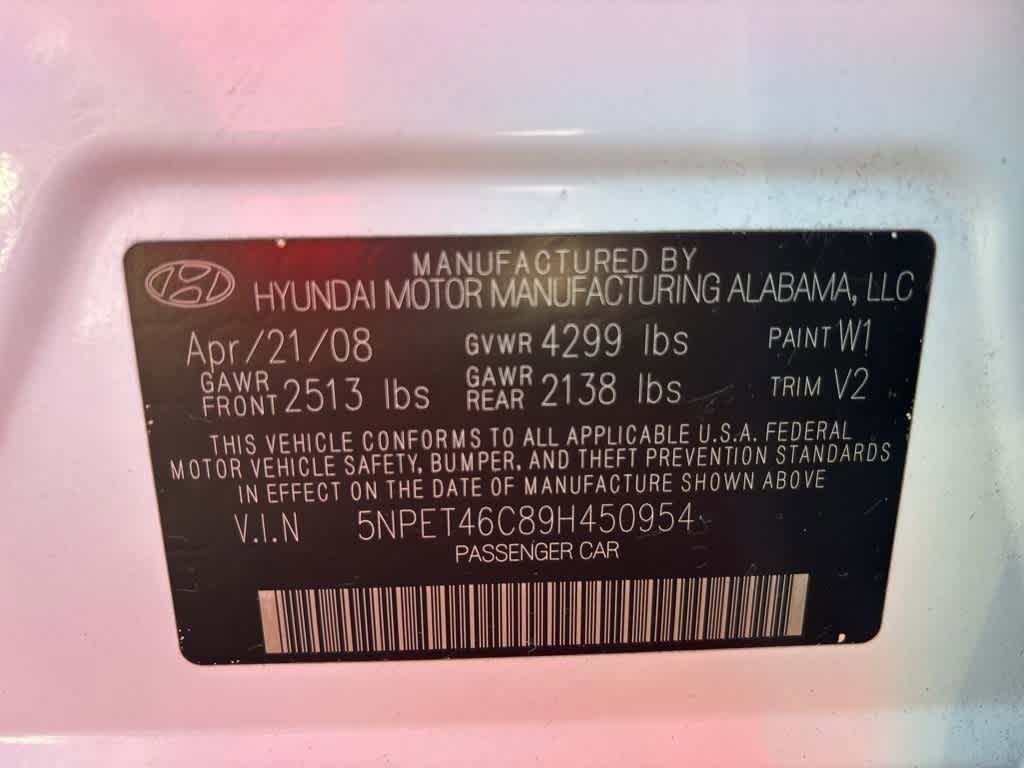 MANUFACTURED BY
HYUNDAI MOTOR MANUFACTURING ALABAMA, LLC
Apr/21/08 GVWR 4299 lbs PAINT W1
GAWR FRONT 2513 lbs GAWR REAR 2138 lbs TRIM V2
THIS VEHICLE CONFORMS TO ALL APPLICABLE U.S.A. FEDERAL
MOTOR VEHICLE SAFETY, BUMPER, AND THEFT PREVENTION STANDARDS
IN EFFECT ON THE DATE OF MANUFACTURE SHOWN ABOVE
V.I.N 5NPET46C89H450954
PASSENGER CAR